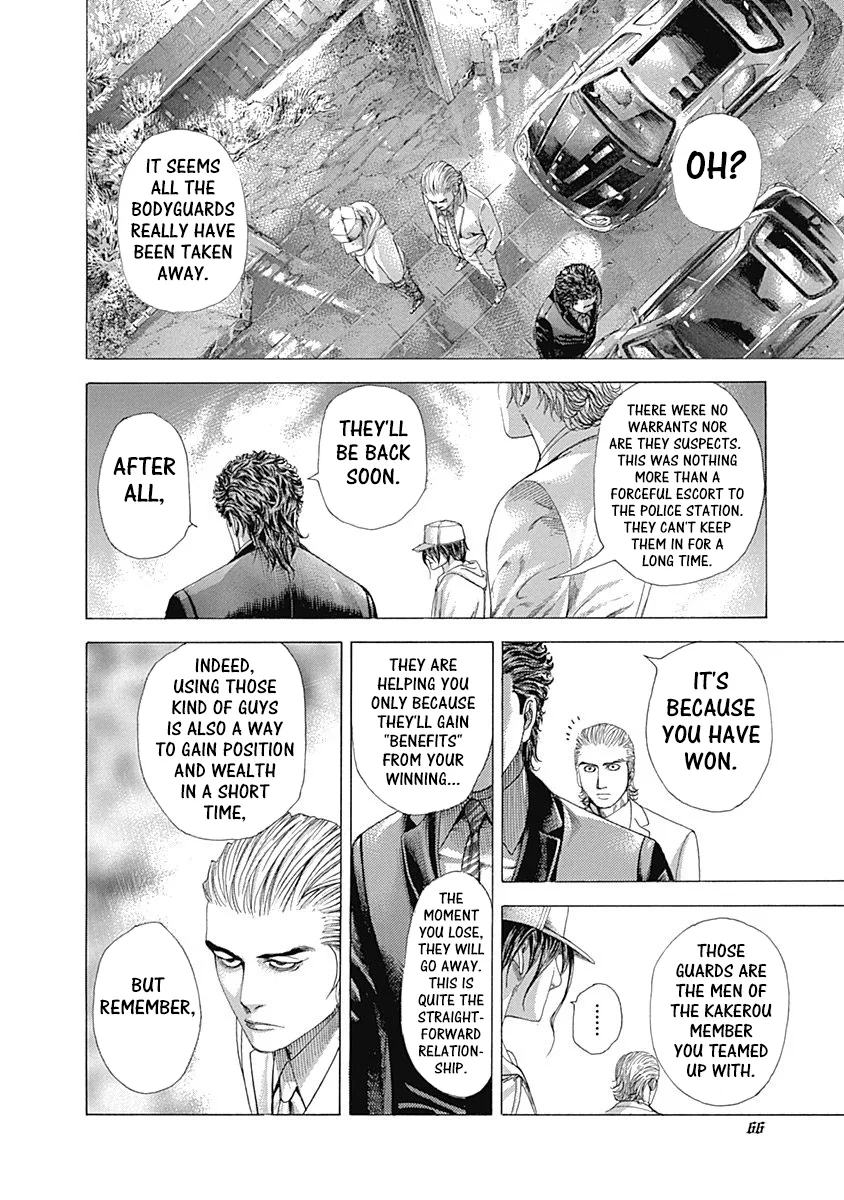 OH?
IT SEEMS
ALL THE
BODYGUARDS
REALLY HAVE
BEEN TAKEN
AWAY.
THERE WERE NO
WARRANTS NOR
ARE THEY SUSPECTS.
THIS WAS NOTHING
MORE THAN A
FORCEFUL ESCORT TO
THE POLICE STATION.
THEY CAN'T KEEP
THEM IN FOR A
LONG TIME.
THEY'LL
BE BACK
SOON.
AFTER
ALL,
IT'S
BECAUSE
YOU HAVE
WON.
THOSE
GUARDS ARE
THE MEN OF
THE KAKEROU
MEMBER
YOU TEAMED
UP WITH.
......
THEY ARE
HELPING YOU
ONLY BECAUSE
THEY'LL GAIN
"BENEFITS"
FROM YOUR
WINNING...
THE
MOMENT
YOU LOSE,
THEY WILL
GO AWAY.
THIS IS
QUITE THE
STRAIGHT-
FORWARD
RELATION-
SHIP.
INDEED,
USING THOSE
KIND OF GUYS
IS ALSO A WAY
TO GAIN POSITION
AND WEALTH
IN A SHORT
TIME,
BUT
REMEMBER,
66